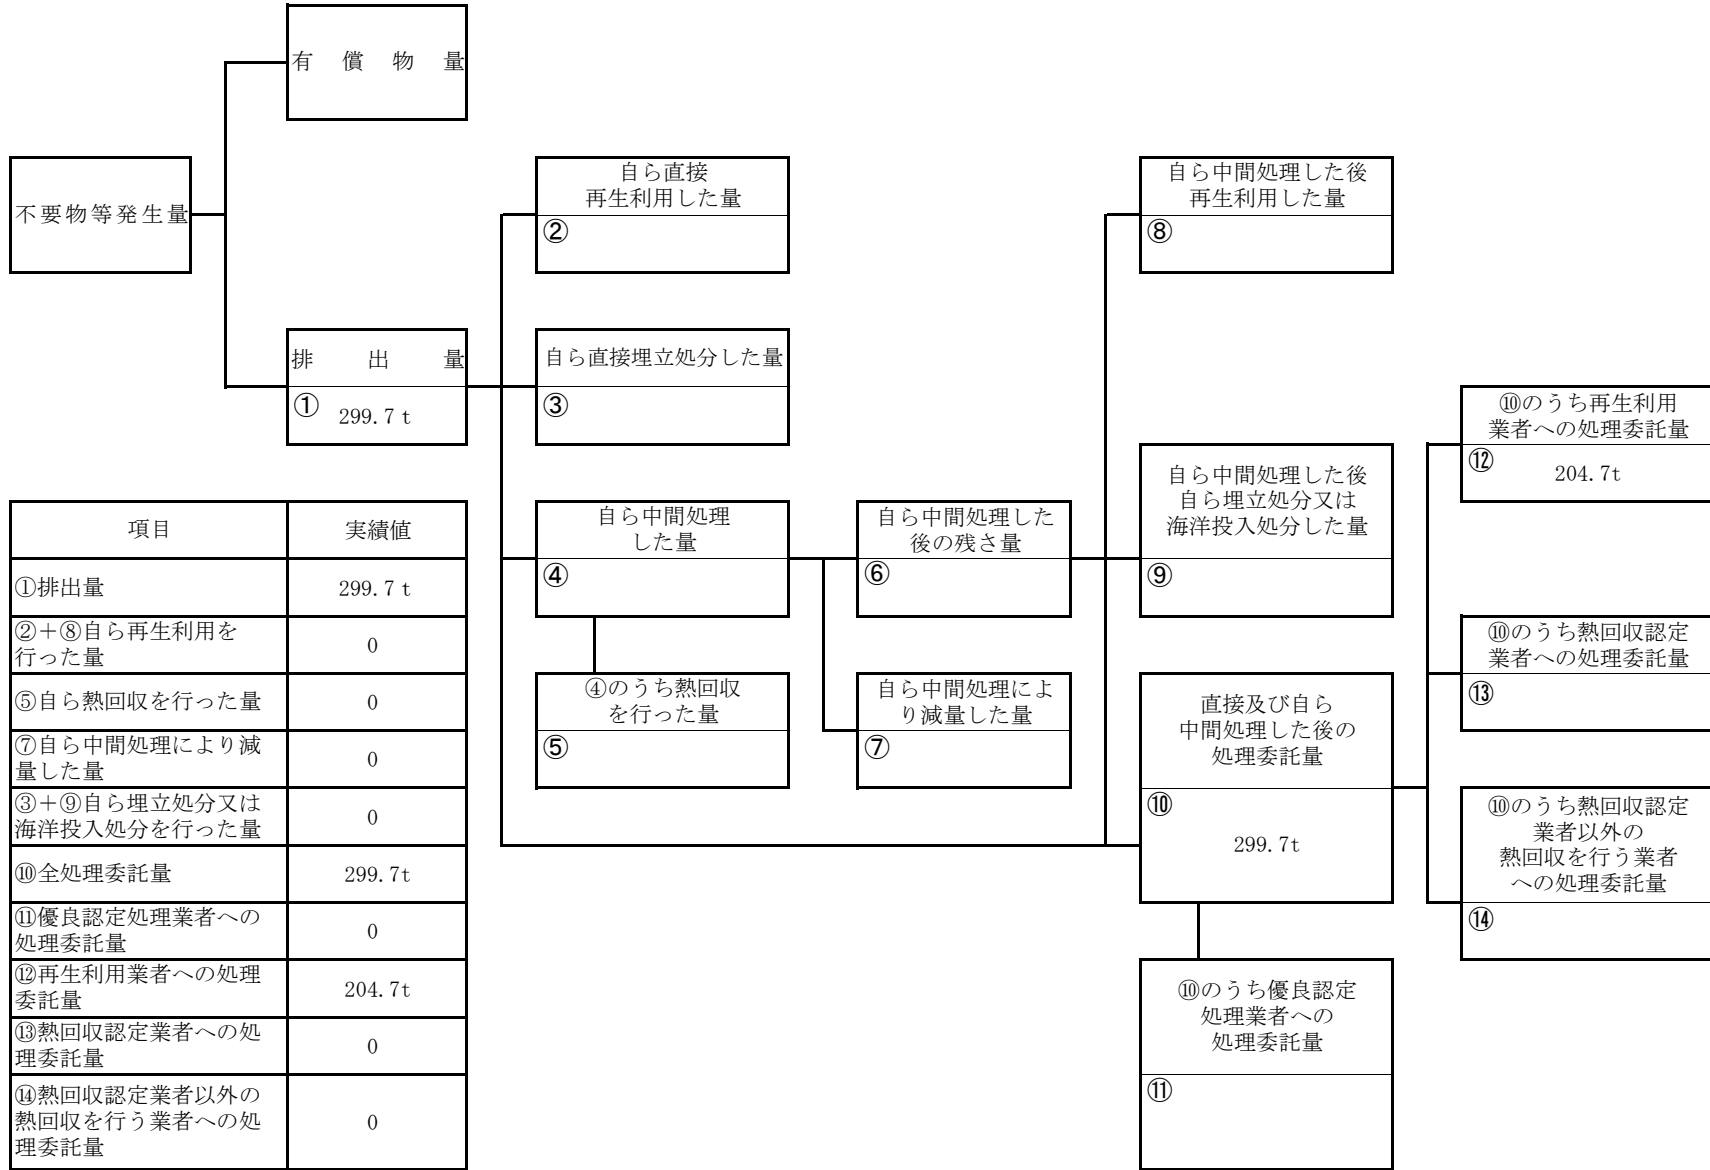 有償物量
不要物等発生量
自ら直接
再生利用した量
②
自ら中間処理した後
再生利用した量
⑧
排出量
① 299.7 t
自ら直接埋立処分した量
③
⑩のうち再生利用
業者への処理委託量
⑫ 204.7t
自ら中間処理した後
自ら埋立処分又は
海洋投入処分した量
⑨
自ら中間処理
した量
④
自ら中間処理した
後の残さ量
⑥
⑩のうち熱回収認定
業者への処理委託量
⑬
④のうち熱回収
を行った量
⑤
自ら中間処理によ
り減量した量
⑦
直接及び自ら
中間処理した後の
処理委託量
⑩
299.7t
⑩のうち熱回収認定
業者以外の
熱回収を行う業者
への処理委託量
⑭
⑩のうち優良認定
処理業者への
処理委託量
⑪
項目 実績値
①排出量 299.7 t
②＋⑧自ら再生利用を
行った量 0
⑤自ら熱回収を行った量 0
⑦自ら中間処理により減
量した量 0
③＋⑨自ら埋立処分又は
海洋投入処分を行った量 0
⑩全処理委託量 299.7t
⑪優良認定処理業者への
処理委託量 0
⑫再生利用業者への処理
委託量 204.7t
⑬熱回収認定業者への処
理委託量 0
⑭熱回収認定業者以外の
熱回収を行う業者への処
理委託量 0